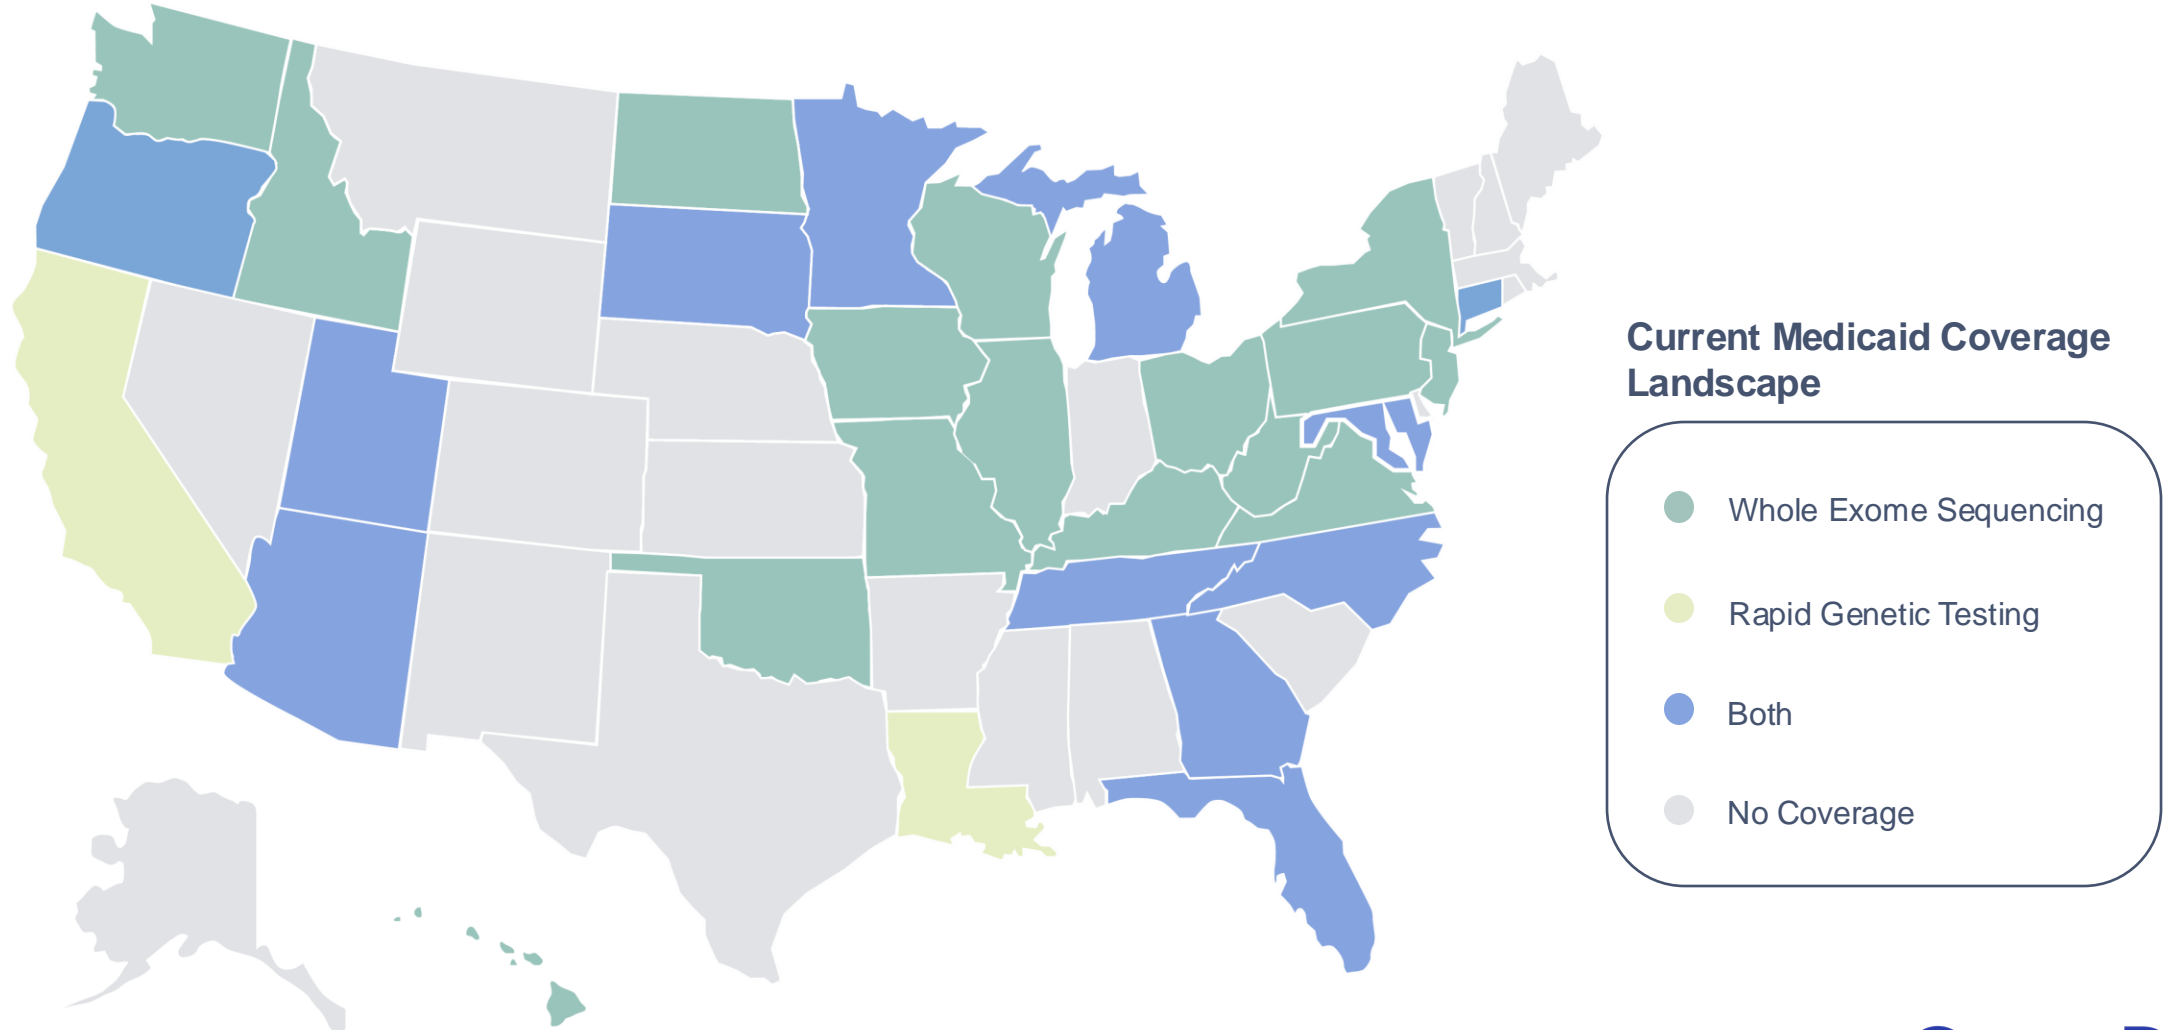 Current Medicaid Coverage
Landscape
Whole Exome Sequencing
Rapid Genetic Testing
Both
No Coverage